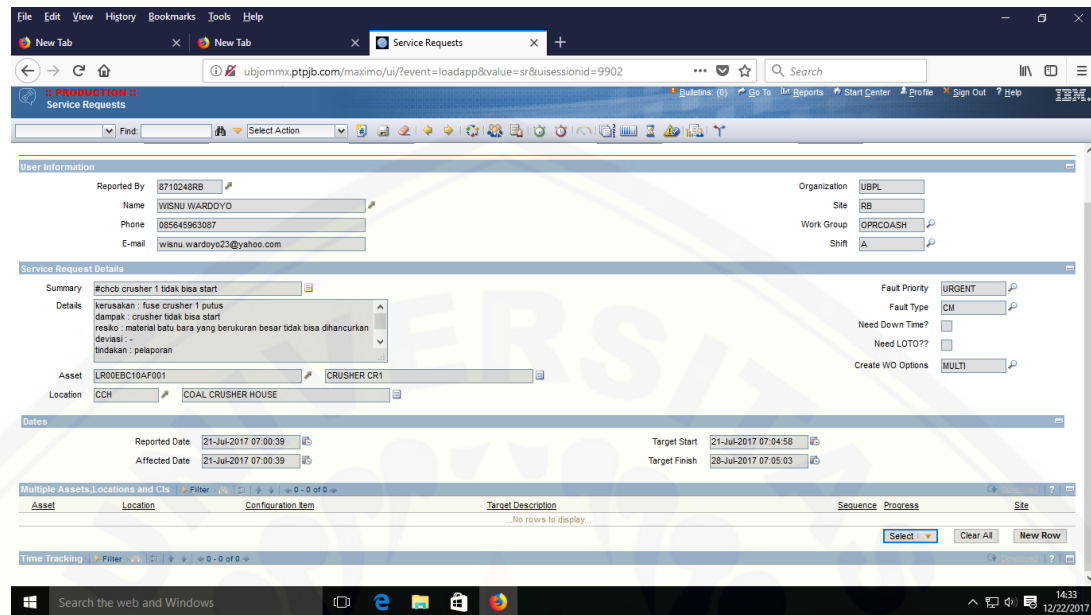 File Edit View History Bookmarks Tools Help
New Tab New Tab Service Requests
ubjommx.ptpjb.com/maximo/ui/?event=loadapp&value=sr&uisessionid=9902 Search
:: PRODUCTION :: Bulletins: (0) Go To Reports Start Center Profile Sign Out ? Help IBM.
Service Requests
Find: Select Action
User Information
Reported By 8710248RB Organization UBPL
Name WISNU WARDOYO Site RB
Phone 085645963087 Work Group OPRCOASH
E-mail wisnu.wardoyo23@yahoo.com Shift A
Service Request Details
Summary #chcb crusher 1 tidak bisa start Fault Priority URGENT
Details kerusakan : fuse crusher 1 putus Fault Type CM
dampak : crusher tidak bisa start Need Down Time?
resiko : material batu bara yang berukuran besar tidak bisa dihancurkan
deviasi : - Need LOTO??
tindakan : pelaporan
Create WO Options MULTI
Asset LR00EBC10AF001 CRUSHER CR1
Location CCH COAL CRUSHER HOUSE
Dates
Reported Date 21-Jul-2017 07:00:39 Target Start 21-Jul-2017 07:04:58
Affected Date 21-Jul-2017 07:00:39 Target Finish 28-Jul-2017 07:05:03
Multiple Assets,Locations and CIs Filter 0 - 0 of 0 Download ?
Asset Location Configuration Item Target Description Sequence Progress Site
...No rows to display...
Select Clear All New Row
Time Tracking Filter 0 - 0 of 0 Download ?
Search the web and Windows 14:33
12/22/2017
UNIVERSITAS